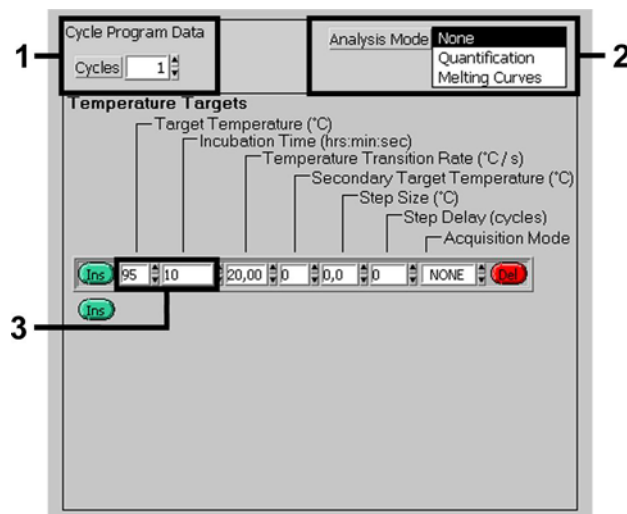 Cycle Program Data
Cycles 1
Analysis Mode None
Quantification
Melting Curves
1
2
Temperature Targets
Target Temperature (°C)
Incubation Time (hrs:min:sec)
Temperature Transition Rate (°C / s)
Secondary Target Temperature (°C)
Step Size (°C)
Step Delay (cycles)
Acquisition Mode
Ins 95 10 20,00 0 0,0 0 NONE Del
Ins
3